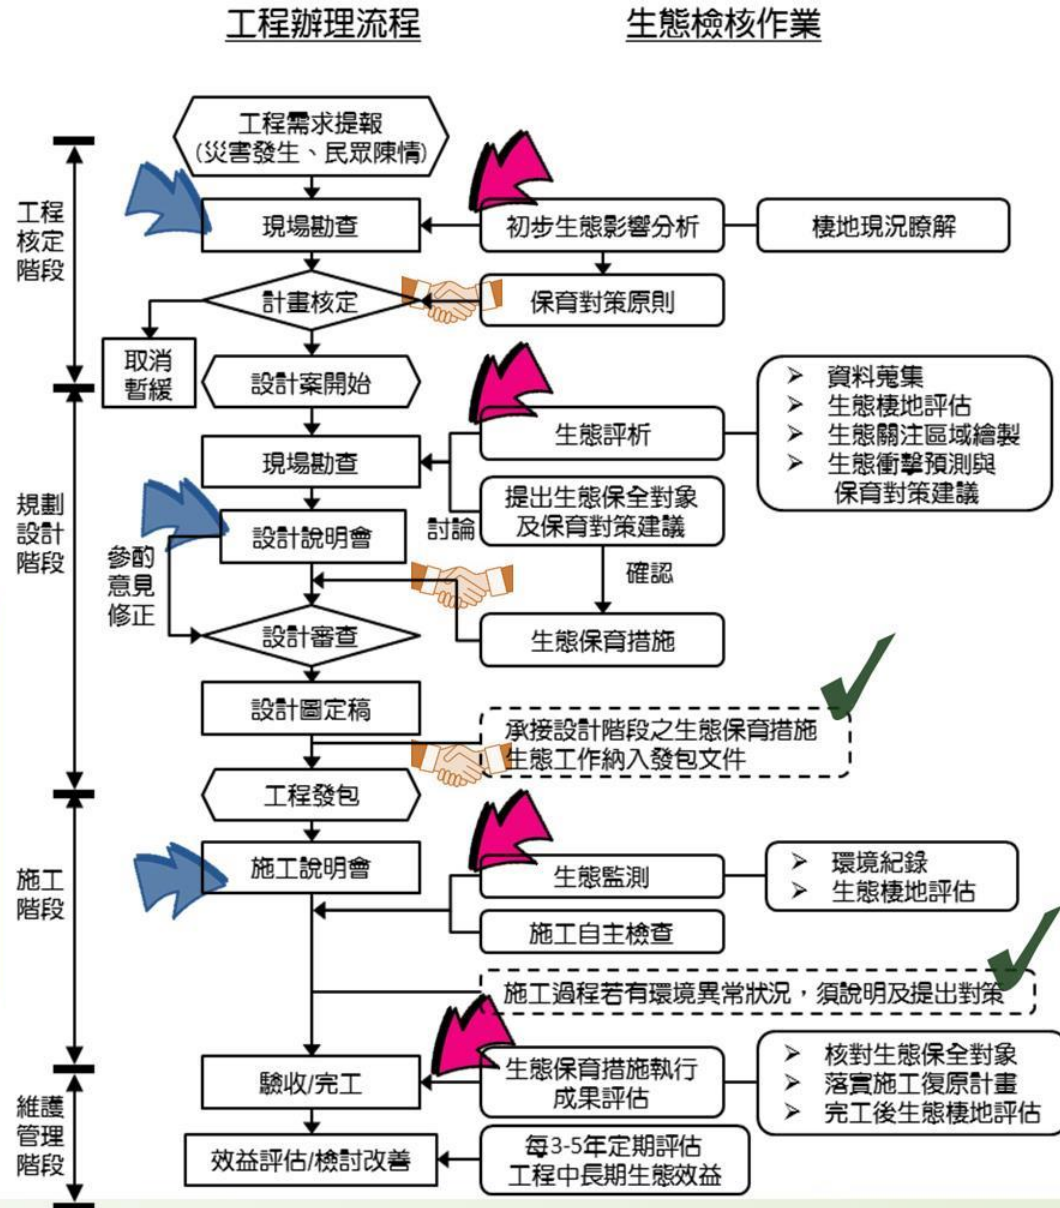 工程辦理流程
生態檢核作業
工程
核定
階段
工程需求提報
(災害發生、民眾陳情)
現場勘查
初步生態影響分析
棲地現況瞭解
計畫核定
保育對策原則
取消
暫緩
規劃
設計
階段
設計案開始
現場勘查
生態評析
➢ 資料蒐集
➢ 生態棲地評估
➢ 生態關注區域繪製
➢ 生態衝擊預測與
保育對策建議
設計說明會
討論
提出生態保全對象
及保育對策建議
參酌
意見
修正
確認
設計審查
生態保育措施
設計圖定稿
承接設計階段之生態保育措施
生態工作納入發包文件
施工
階段
工程發包
施工說明會
生態監測
➢ 環境紀錄
➢ 生態棲地評估
施工自主檢查
施工過程若有環境異常狀況，須說明及提出對策
維護
管理
階段
驗收/完工
生態保育措施執行
成果評估
➢ 核對生態保全對象
➢ 落實施工復原計畫
➢ 完工後生態棲地評估
效益評估/檢討改善
每3-5年定期評估
工程中長期生態效益